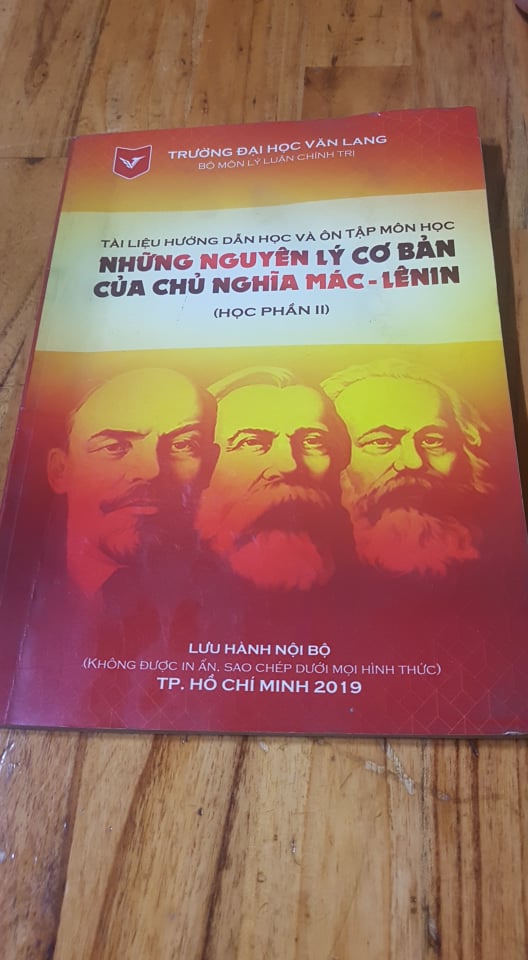 TRƯỜNG ĐẠI HỌC VĂN LANG
BỘ MÔN LÝ LUẬN CHÍNH TRỊ
TÀI LIỆU HƯỚNG DẪN HỌC VÀ ÔN TẬP MÔN HỌC
NHỮNG NGUYÊN LÝ CƠ BẢN
CỦA CHỦ NGHĨA MÁC - LÊNIN
(HỌC PHẦN II)
LƯU HÀNH NỘI BỘ
(KHÔNG ĐƯỢC IN ẤN, SAO CHÉP DƯỚI MỌI HÌNH THỨC)
TP. HỒ CHÍ MINH 2019